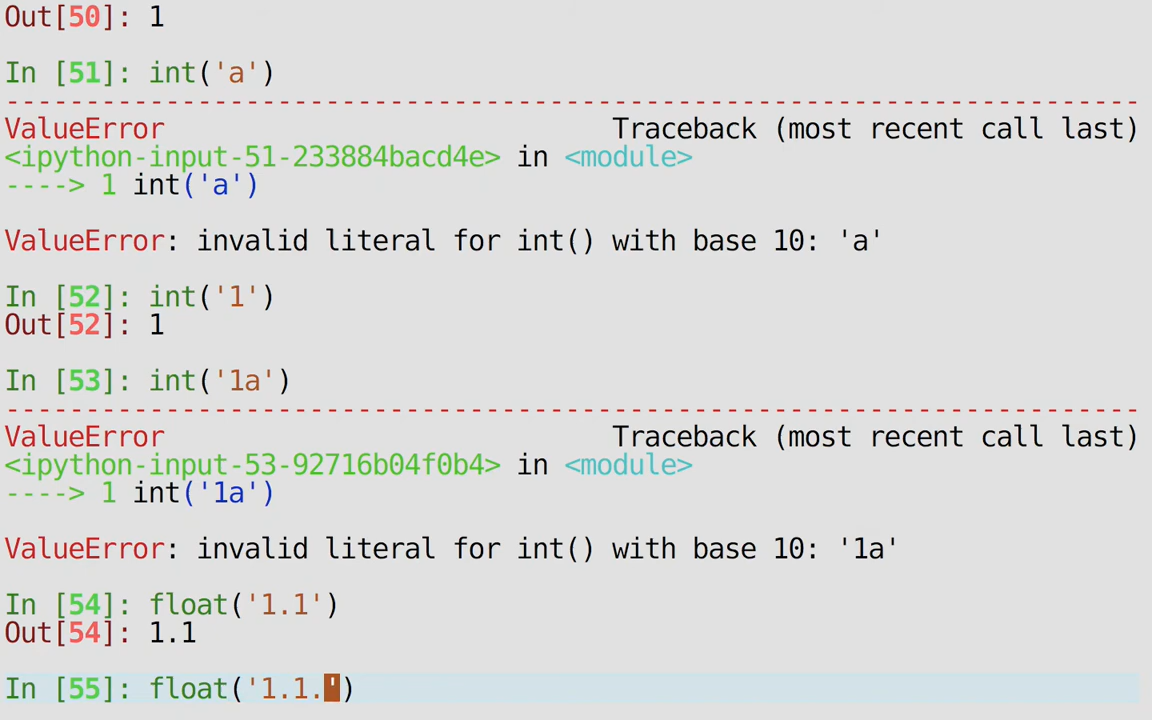 Out[50]: 1
In [51]: int('a')
---------------------------------------------------------------------------
ValueError                                Traceback (most recent call last)
<ipython-input-51-233884bacd4e> in <module>
----> 1 int('a')
ValueError: invalid literal for int() with base 10: 'a'
In [52]: int('1')
Out[52]: 1
In [53]: int('1a')
---------------------------------------------------------------------------
ValueError                                Traceback (most recent call last)
<ipython-input-53-92716b04f0b4> in <module>
----> 1 int('1a')
ValueError: invalid literal for int() with base 10: '1a'
In [54]: float('1.1')
Out[54]: 1.1
In [55]: float('1.1.')